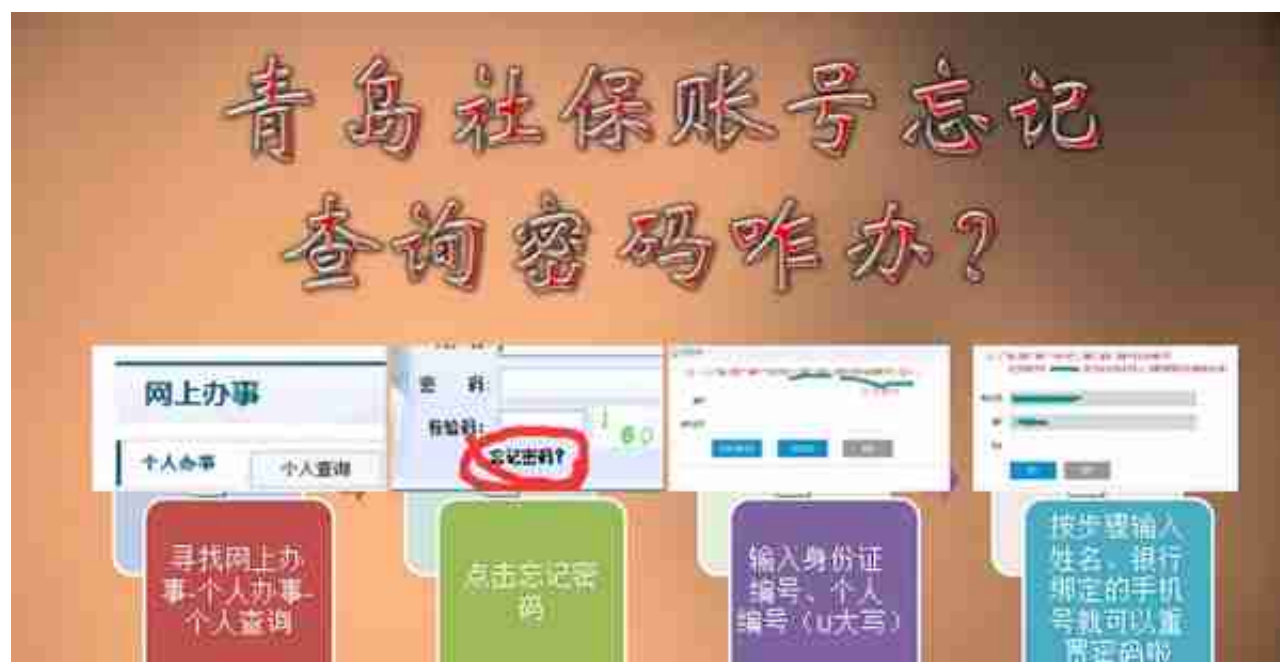 青岛社保账号忘记
查询密码咋办？
网上办事
个人办事
个人查询
密 码:
忘记密码?
寻找网上办
事-个人办事-
个人查询
点击忘记密
码
输入身份证
编号、个人
编号（u大写）
按步骤输入
姓名、银行
绑定的手机
号就可以重
置密码啦